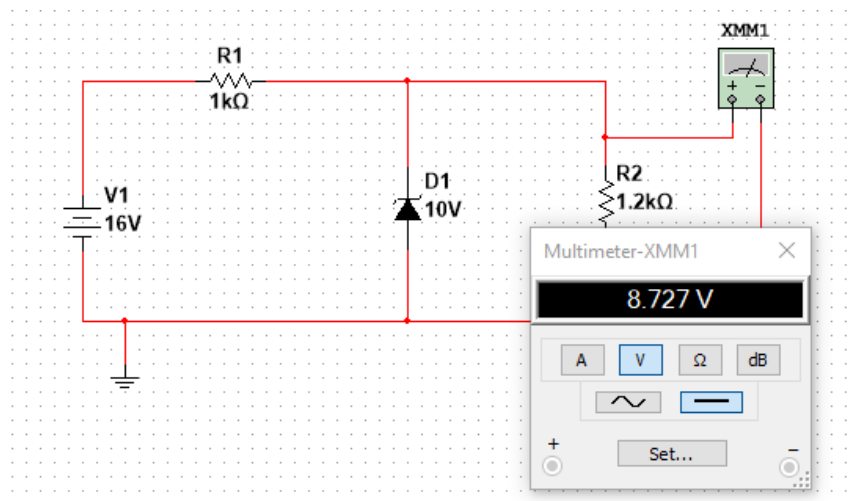 XMM1
R1
1kΩ
+ −
V1
16V
D1
10V
R2
1.2kΩ
Multimeter-XMM1
8.727 V
A V Ω dB
+ −
Set...